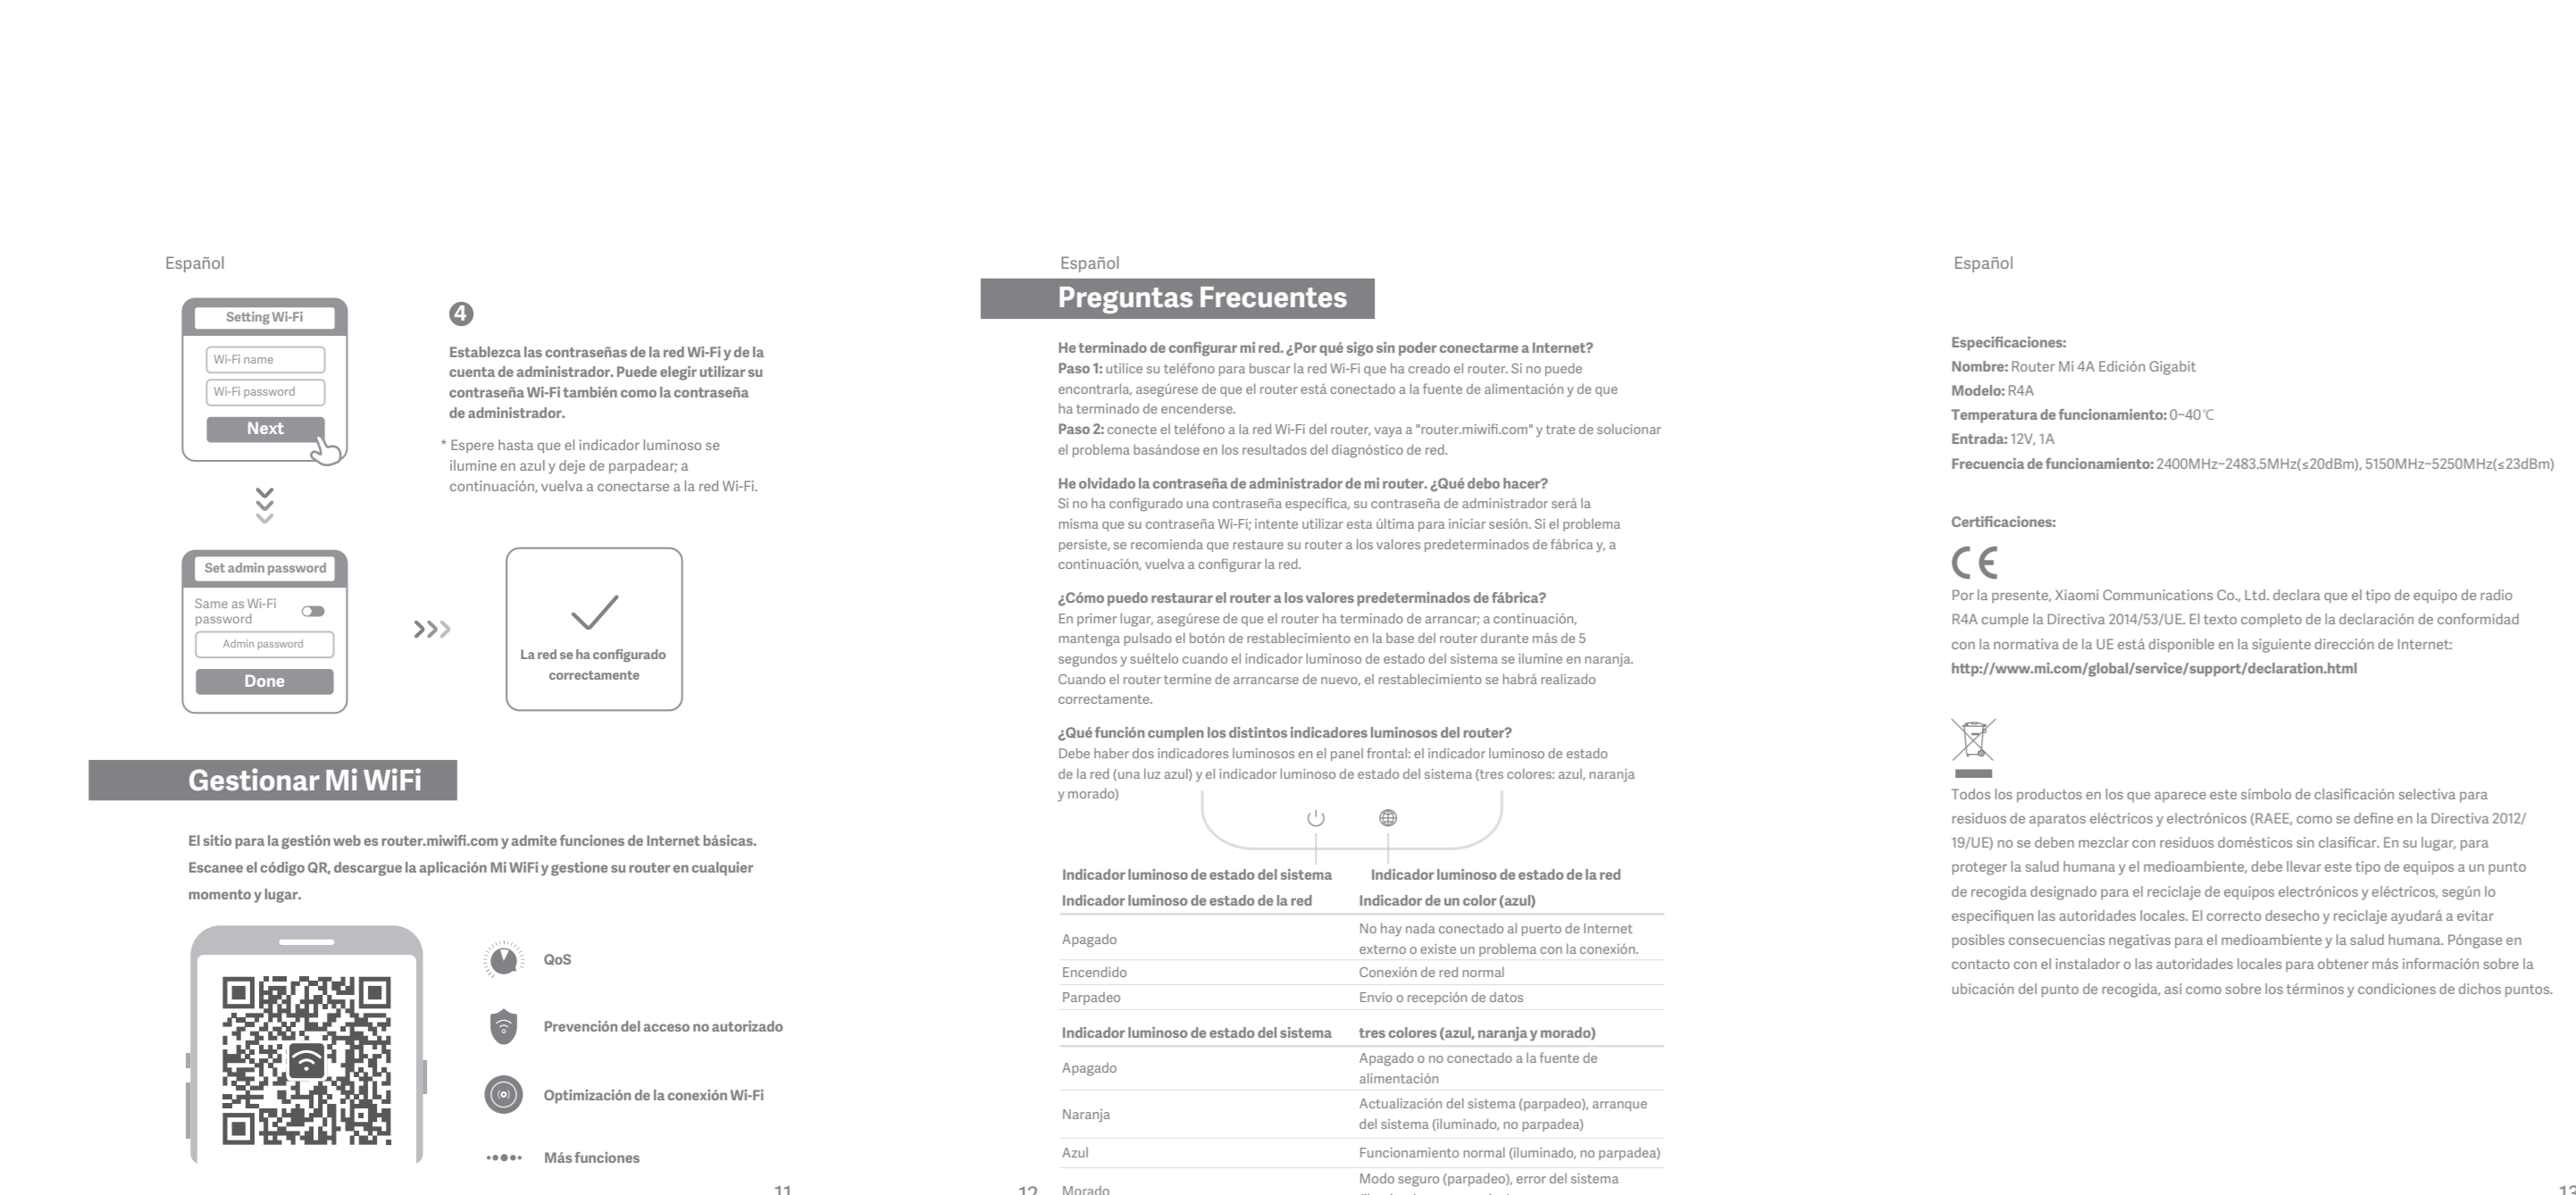 Español
Setting Wi-Fi
Wi-Fi name
Wi-Fi password
Next
4
Establezca las contraseñas de la red Wi-Fi y de la
cuenta de administrador. Puede elegir utilizar su
contraseña Wi-Fi también como la contraseña
de administrador.
* Espere hasta que el indicador luminoso se
ilumine en azul y deje de parpadear; a
continuación, vuelva a conectarse a la red Wi-Fi.
Set admin password
Same as Wi-Fi
password
Admin password
Done
La red se ha configurado
correctamente
Gestionar Mi WiFi
El sitio para la gestión web es router.miwifi.com y admite funciones de Internet básicas.
Escanee el código QR, descargue la aplicación Mi WiFi y gestione su router en cualquier
momento y lugar.
QoS
Prevención del acceso no autorizado
Optimización de la conexión Wi-Fi
Más funciones
11
Español
Preguntas Frecuentes
He terminado de configurar mi red. ¿Por qué sigo sin poder conectarme a Internet?
Paso 1: utilice su teléfono para buscar la red Wi-Fi que ha creado el router. Si no puede
encontrarla, asegúrese de que el router está conectado a la fuente de alimentación y de que
ha terminado de encenderse.
Paso 2: conecte el teléfono a la red Wi-Fi del router, vaya a "router.miwifi.com" y trate de solucionar
el problema basándose en los resultados del diagnóstico de red.
He olvidado la contraseña de administrador de mi router. ¿Qué debo hacer?
Si no ha configurado una contraseña específica, su contraseña de administrador será la
misma que su contraseña Wi-Fi; intente utilizar esta última para iniciar sesión. Si el problema
persiste, se recomienda que restaure su router a los valores predeterminados de fábrica y, a
continuación, vuelva a configurar la red.
¿Cómo puedo restaurar el router a los valores predeterminados de fábrica?
En primer lugar, asegúrese de que el router ha terminado de arrancar; a continuación,
mantenga pulsado el botón de restablecimiento en la base del router durante más de 5
segundos y suéltelo cuando el indicador luminoso de estado del sistema se ilumine en naranja.
Cuando el router termine de arrancarse de nuevo, el restablecimiento se habrá realizado
correctamente.
¿Qué función cumplen los distintos indicadores luminosos del router?
Debe haber dos indicadores luminosos en el panel frontal: el indicador luminoso de estado
de la red (una luz azul) y el indicador luminoso de estado del sistema (tres colores: azul, naranja
y morado)
Indicador luminoso de estado del sistema Indicador luminoso de estado de la red
Indicador luminoso de estado de la red Indicador de un color (azul)
Apagado No hay nada conectado al puerto de Internet
externo o existe un problema con la conexión.
Encendido Conexión de red normal
Parpadeo Envío o recepción de datos
Indicador luminoso de estado del sistema tres colores (azul, naranja y morado)
Apagado Apagado o no conectado a la fuente de
alimentación
Naranja Actualización del sistema (parpadeo), arranque
del sistema (iluminado, no parpadea)
Azul Funcionamiento normal (iluminado, no parpadea)
Morado Modo seguro (parpadeo), error del sistema
12
Español
Especificaciones:
Nombre: Router Mi 4A Edición Gigabit
Modelo: R4A
Temperatura de funcionamiento: 0~40℃
Entrada: 12V, 1A
Frecuencia de funcionamiento: 2400MHz~2483.5MHz(≤20dBm), 5150MHz~5250MHz(≤23dBm)
Certificaciones:
CE
Por la presente, Xiaomi Communications Co., Ltd. declara que el tipo de equipo de radio
R4A cumple la Directiva 2014/53/UE. El texto completo de la declaración de conformidad
con la normativa de la UE está disponible en la siguiente dirección de Internet:
http://www.mi.com/global/service/support/declaration.html
Todos los productos en los que aparece este símbolo de clasificación selectiva para
residuos de aparatos eléctricos y electrónicos (RAEE, como se define en la Directiva 2012/
19/UE) no se deben mezclar con residuos domésticos sin clasificar. En su lugar, para
proteger la salud humana y el medioambiente, debe llevar este tipo de equipos a un punto
de recogida designado para el reciclaje de equipos electrónicos y eléctricos, según lo
especifiquen las autoridades locales. El correcto desecho y reciclaje ayudará a evitar
posibles consecuencias negativas para el medioambiente y la salud humana. Póngase en
contacto con el instalador o las autoridades locales para obtener más información sobre la
ubicación del punto de recogida, así como sobre los términos y condiciones de dichos puntos.